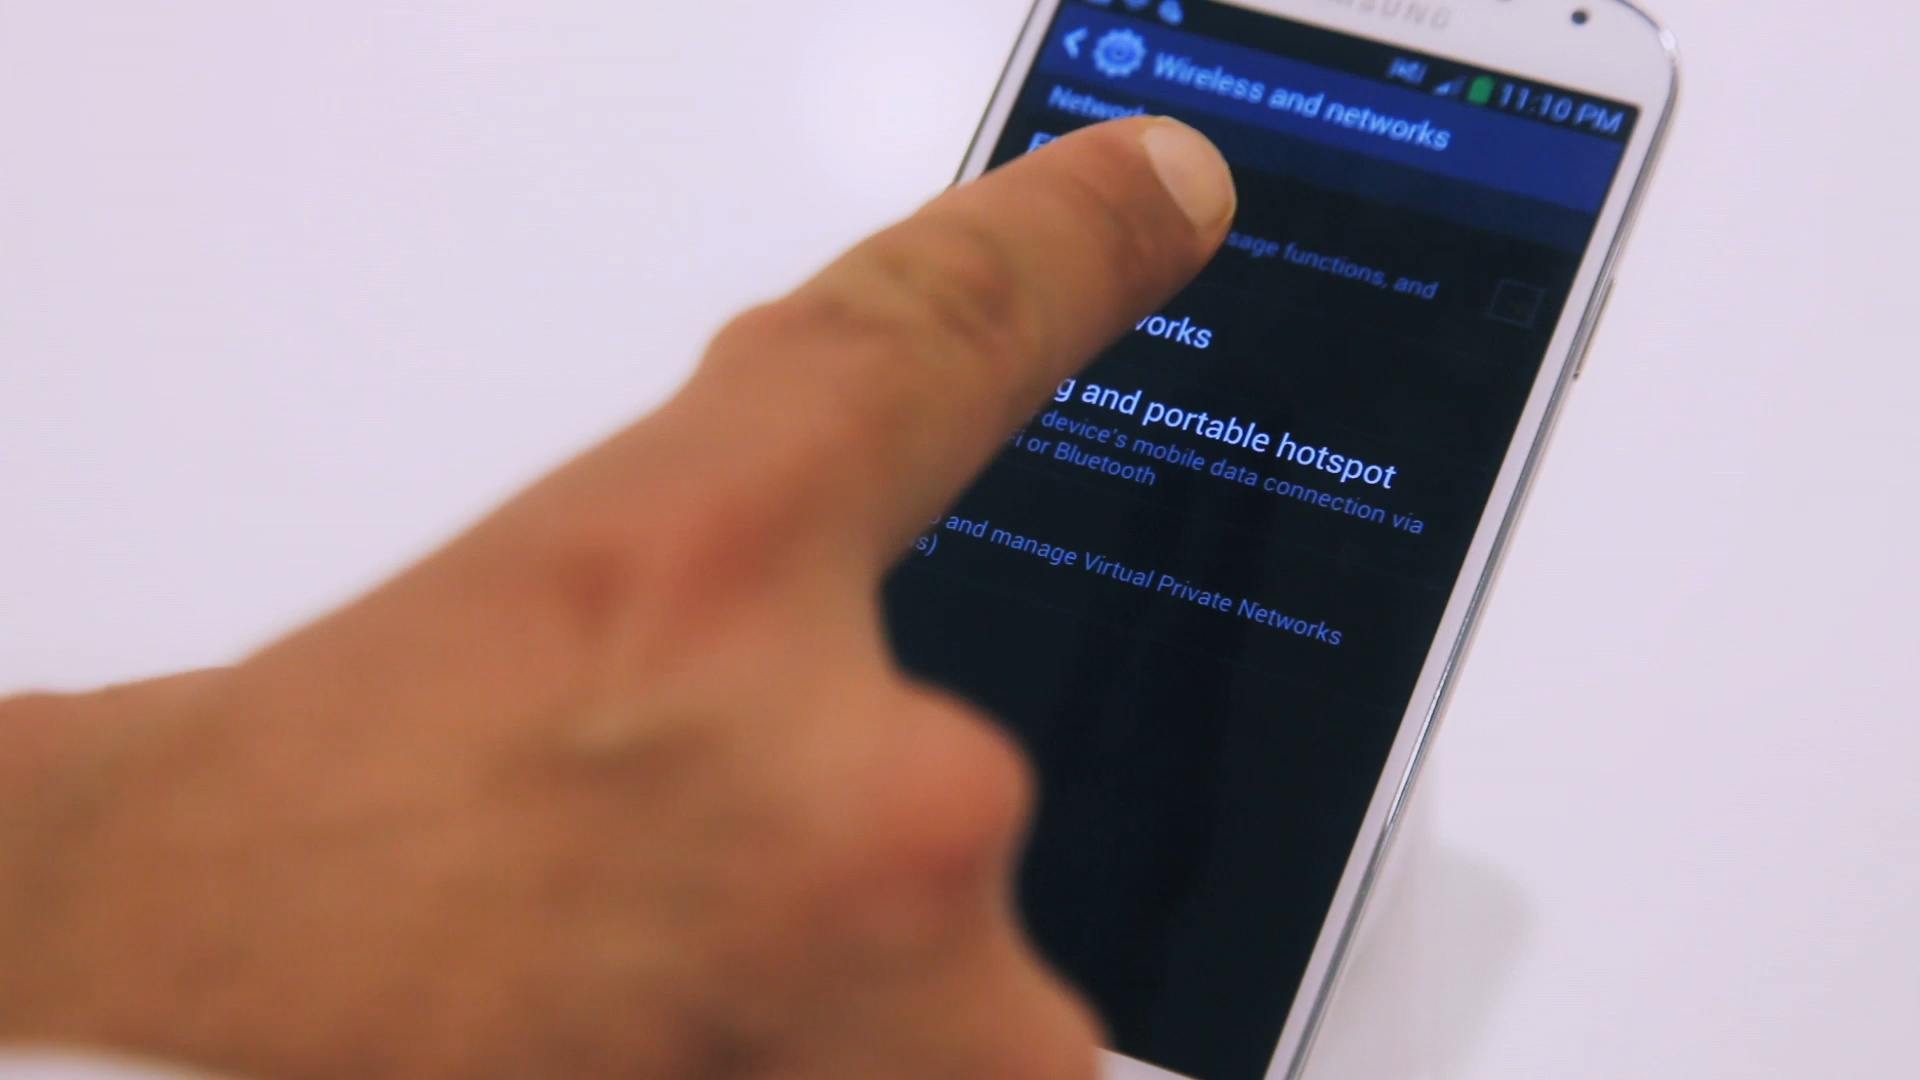 SAMSUNG
11:10 PM
Wireless and networks
Network
sage functions, and
works
g and portable hotspot
device's mobile data connection via
Fi or Bluetooth
and manage Virtual Private Networks
s)